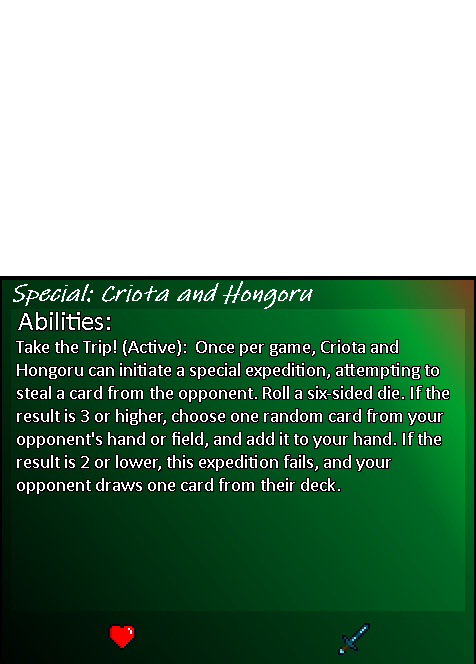 Special: Criota and Hongoru
Abilities:
Take the Trip! (Active):  Once per game, Criota and
Hongoru can initiate a special expedition, attempting to
steal a card from the opponent. Roll a six-sided die. If the
result is 3 or higher, choose one random card from your
opponent's hand or field, and add it to your hand. If the
result is 2 or lower, this expedition fails, and your
opponent draws one card from their deck.